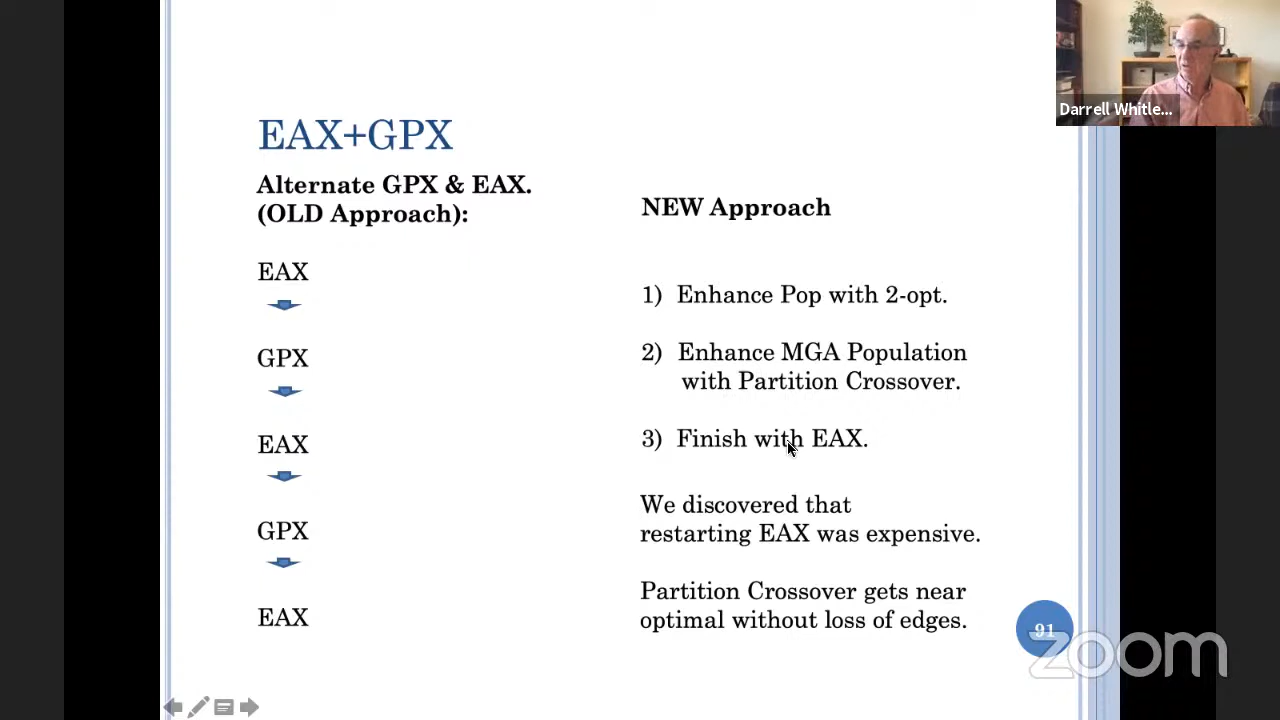 Darrell Whitle...
EAX+GPX
Alternate GPX & EAX.
(OLD Approach):
EAX
GPX
EAX
GPX
EAX
NEW Approach
1) Enhance Pop with 2-opt.
2) Enhance MGA Population
with Partition Crossover.
3) Finish with EAX.
We discovered that
restarting EAX was expensive.
Partition Crossover gets near
optimal without loss of edges.
91
zoom